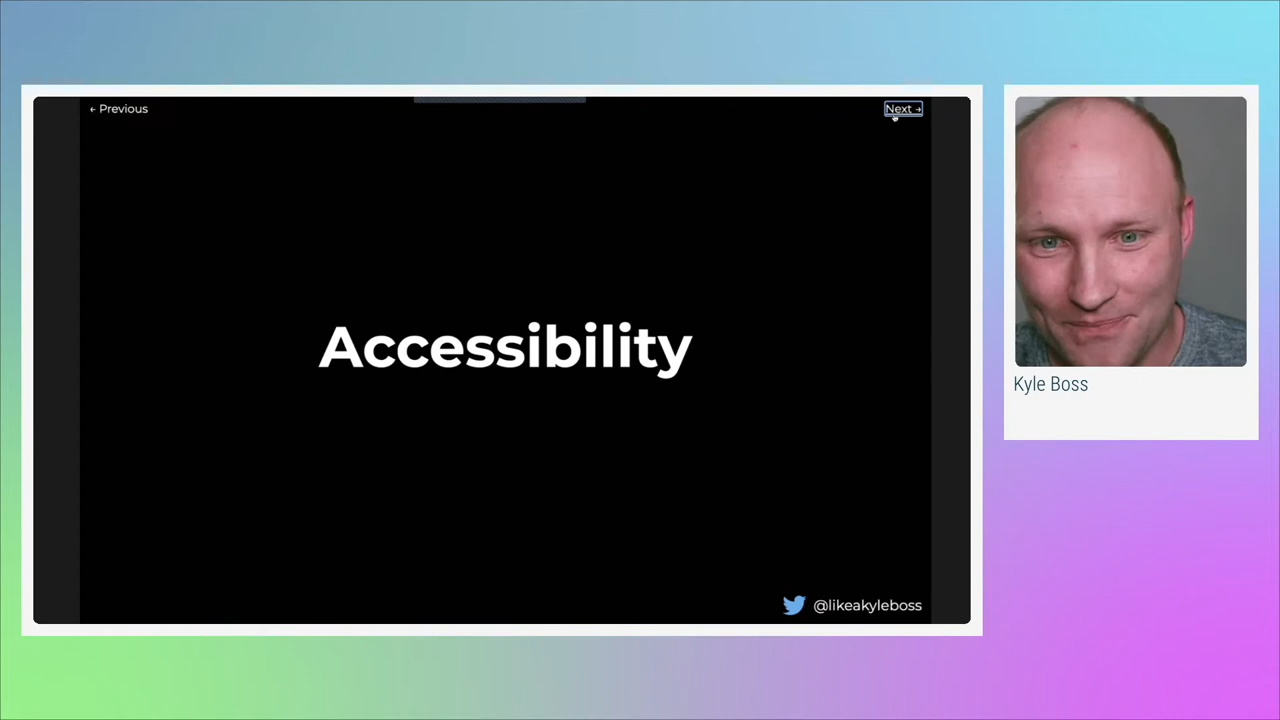 ← Previous
Next →
Accessibility
@likeakyleboss
Kyle Boss